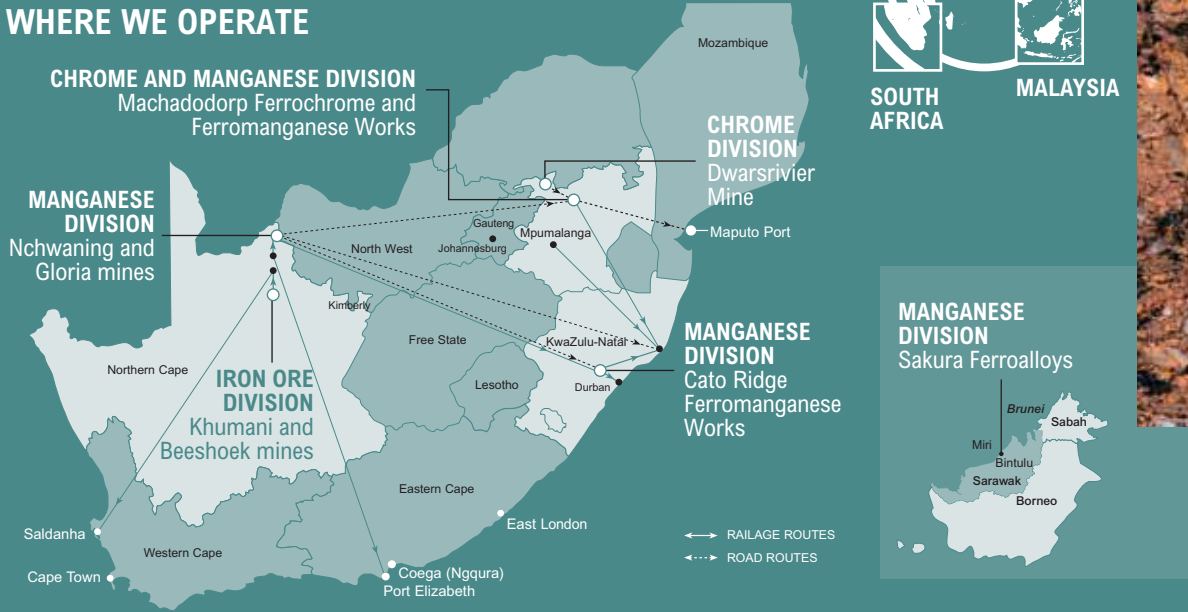 WHERE WE OPERATE
CHROME AND MANGANESE DIVISION
Machadodorp Ferrochrome and
Ferromanganese Works
MANGANESE
DIVISION
Nchwaning and
Gloria mines
IRON ORE
DIVISION
Khumani and
Beeshoek mines
CHROME
DIVISION
Dwarsrivier
Mine
MANGANESE
DIVISION
Cato Ridge
Ferromanganese
Works
Mozambique
Gauteng
Johannesburg
Mpumalanga
North West
Maputo Port
Kimberly
Free State
KwaZulu-Natal
Northern Cape
Lesotho
Durban
Eastern Cape
East London
Saldanha
Western Cape
Cape Town
Coega (Ngqura)
Port Elizabeth
RAILAGE ROUTES
ROAD ROUTES
SOUTH
AFRICA
MALAYSIA
MANGANESE
DIVISION
Sakura Ferroalloys
Brunei
Sabah
Miri
Bintulu
Sarawak
Borneo